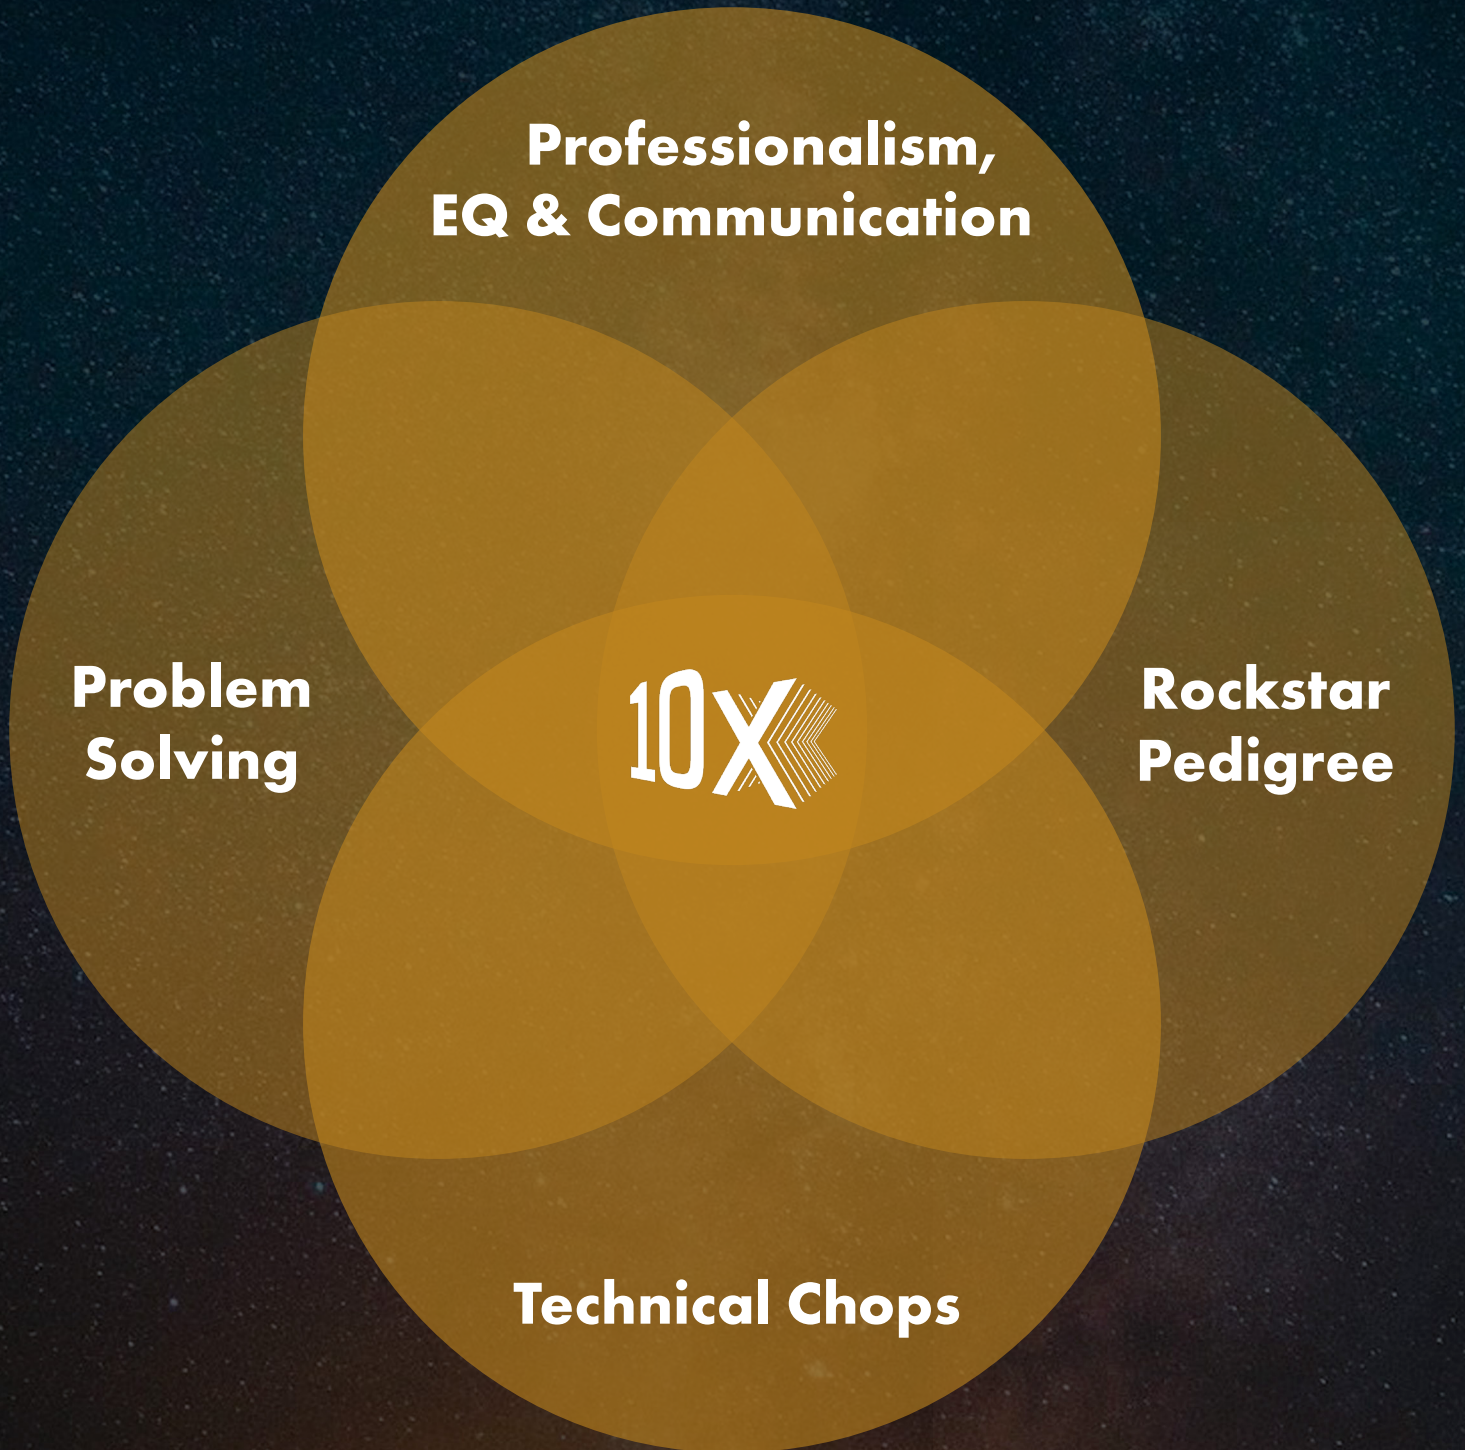 Professionalism,
EQ & Communication
Problem
Solving
10X
Rockstar
Pedigree
Technical Chops